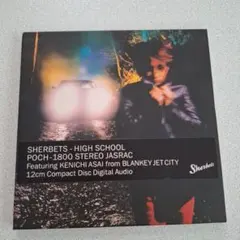 SHERBETS - HIGH SCHOOL
POCH-1800 STEREO JASRAC
Featuring KENICHI ASAI from BLANKEY JET CITY
12cm Compact Disc Digital Audio
Sherbets